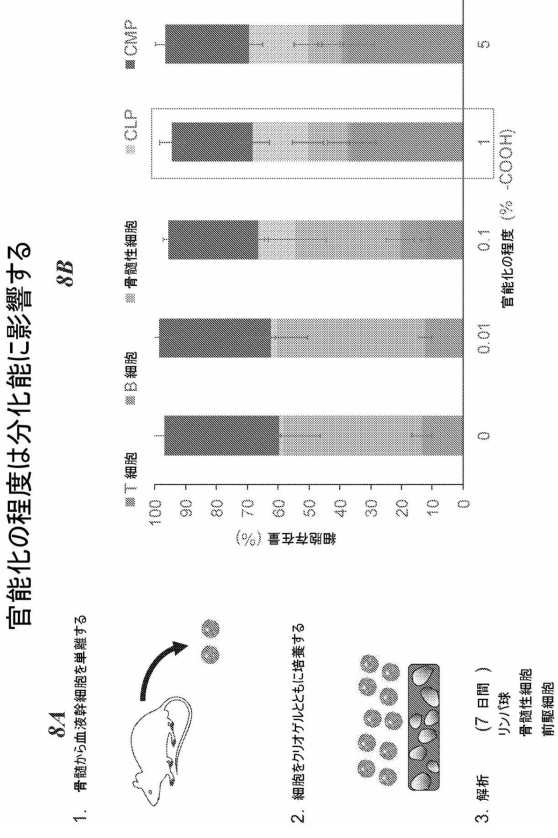 官能化の程度は分化能に影響する
8A
1. 骨髄から血液幹細胞を単離する
2. 細胞をクリオゲルとともに培養する
3. 解析 (7 日間 )
リンパ球
骨髄性細胞
前駆細胞
8B
T 細胞 B 細胞 骨髄性細胞 CLP CMP
細胞存在量 (%)
100
90
80
70
60
50
40
30
20
10
0
0 0.01 0.1 1 5
官能化の程度 (% -COOH)